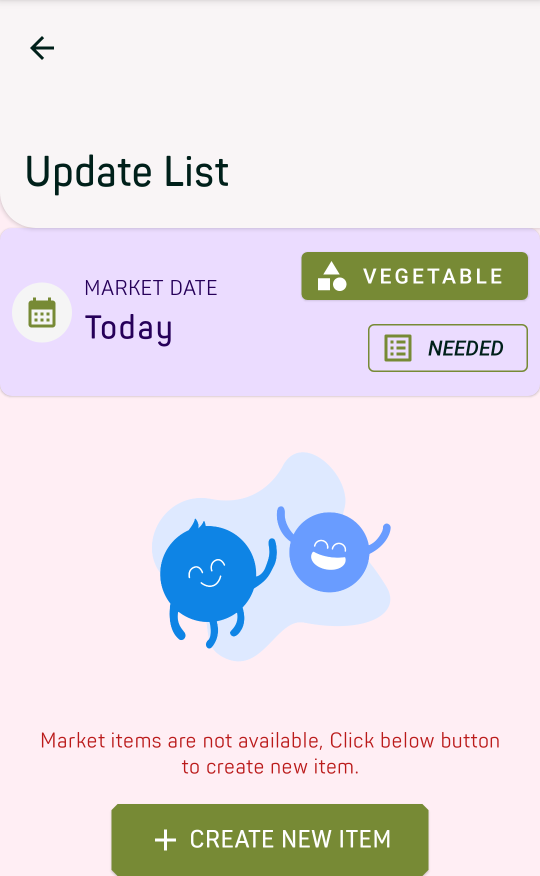 Update List
MARKET DATE
Today
VEGETABLE
NEEDED
Market items are not available, Click below button
to create new item.
+ CREATE NEW ITEM